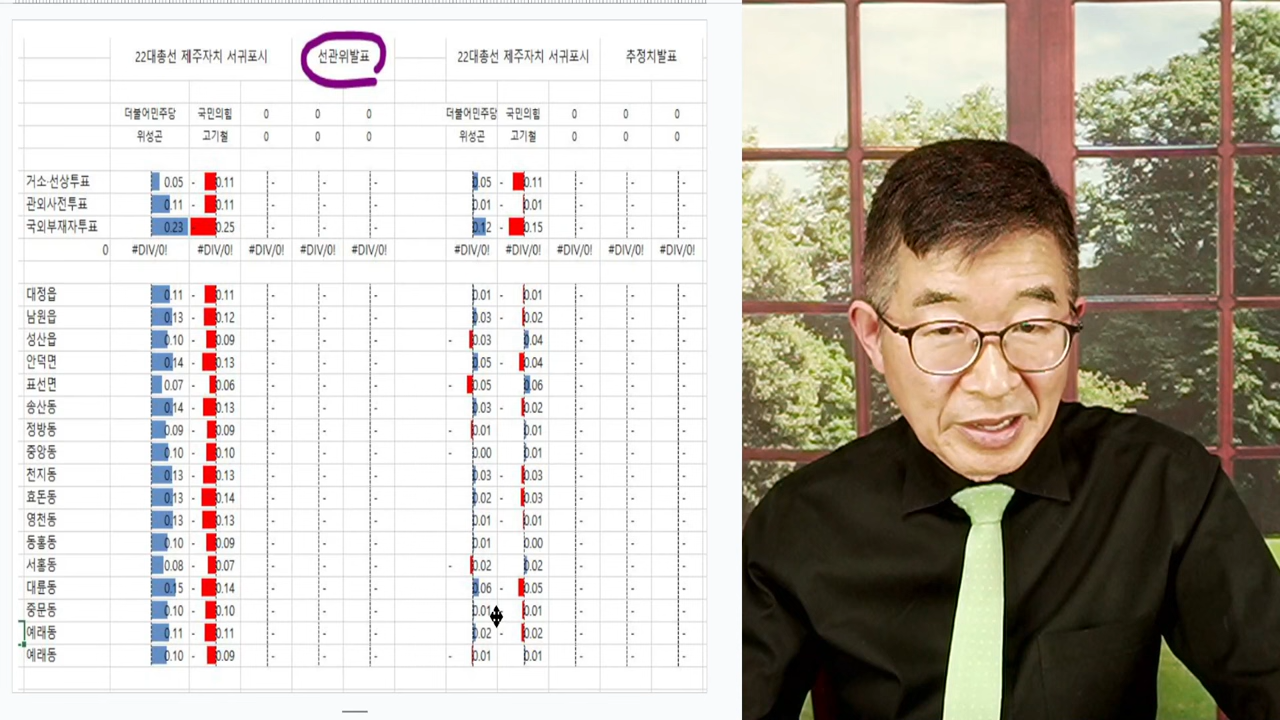 22대총선 제주자치 서귀포시 선관위발표 22대총선 제주자치 서귀포시 추정치발표
더불어민주당 국민의힘 0 0 0 더불어민주당 국민의힘 0 0 0
위성곤 고기철 0 0 0 위성곤 고기철 0 0 0
거소·선상투표 0.05 - 0.11 - - - 0.05 - 0.11 - - -
관외사전투표 0.11 - 0.11 - - - 0.01 - 0.01 - - -
국외부재자투표 0.23 - 0.25 - - - 0.12 - 0.15 - - -
0 #DIV/0! #DIV/0! #DIV/0! #DIV/0! #DIV/0! #DIV/0! #DIV/0! #DIV/0! #DIV/0! #DIV/0!
대정읍 0.11 - 0.11 - - - 0.01 - 0.01 - - -
남원읍 0.13 - 0.12 - - - 0.03 - 0.02 - - -
성산읍 0.10 - 0.09 - - - - 0.03 0.04 - - -
안덕면 0.14 - 0.13 - - - 0.05 - 0.04 - - -
표선면 0.07 - 0.06 - - - - 0.05 0.06 - - -
송산동 0.14 - 0.13 - - - 0.03 - 0.02 - - -
정방동 0.09 - 0.09 - - - - 0.01 0.01 - - -
중앙동 0.10 - 0.10 - - - 0.00 0.01 - - -
천지동 0.13 - 0.13 - - - 0.03 - 0.03 - - -
효돈동 0.13 - 0.14 - - - 0.02 - 0.03 - - -
영천동 0.13 - 0.13 - - - 0.01 - 0.01 - - -
동홍동 0.10 - 0.09 - - - 0.01 0.00 - - -
서홍동 0.08 - 0.07 - - - - 0.02 0.02 - - -
대륜동 0.15 - 0.14 - - - 0.06 - 0.05 - - -
중문동 0.10 - 0.10 - - - 0.01 0.01 - - -
예래동 0.11 - 0.11 - - - 0.02 - 0.02 - - -
예래동 0.10 - 0.09 - - - - 0.01 0.01 - - -